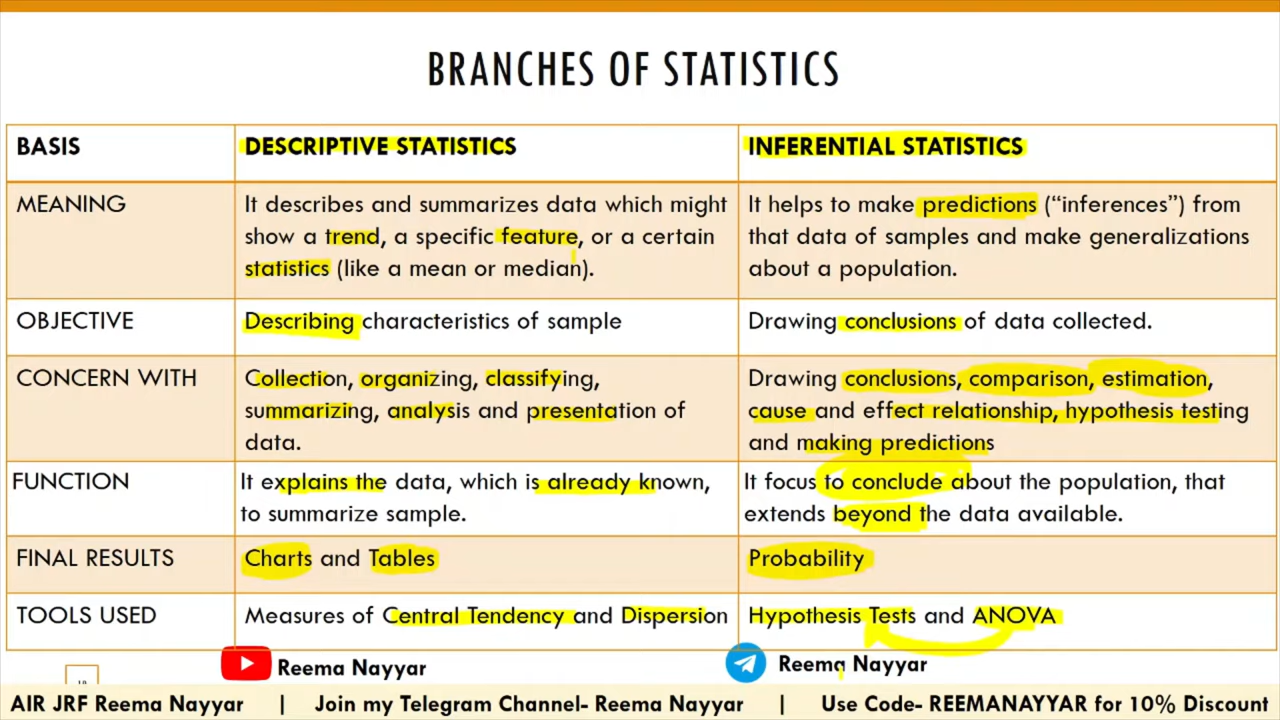 BRANCHES OF STATISTICS
BASIS
DESCRIPTIVE STATISTICS
INFERENTIAL STATISTICS
MEANING
It describes and summarizes data which might
show a trend, a specific feature, or a certain
statistics (like a mean or median).
It helps to make predictions (“inferences”) from
that data of samples and make generalizations
about a population.
OBJECTIVE
Describing characteristics of sample
Drawing conclusions of data collected.
CONCERN WITH
Collection, organizing, classifying,
summarizing, analysis and presentation of
data.
Drawing conclusions, comparison, estimation,
cause and effect relationship, hypothesis testing
and making predictions
FUNCTION
It explains the data, which is already known,
to summarize sample.
It focus to conclude about the population, that
extends beyond the data available.
FINAL RESULTS
Charts and Tables
Probability
TOOLS USED
Measures of Central Tendency and Dispersion
Hypothesis Tests and ANOVA
Reema Nayyar
Reema Nayyar
AIR JRF Reema Nayyar | Join my Telegram Channel- Reema Nayyar | Use Code- REEMANAYYAR for 10% Discount